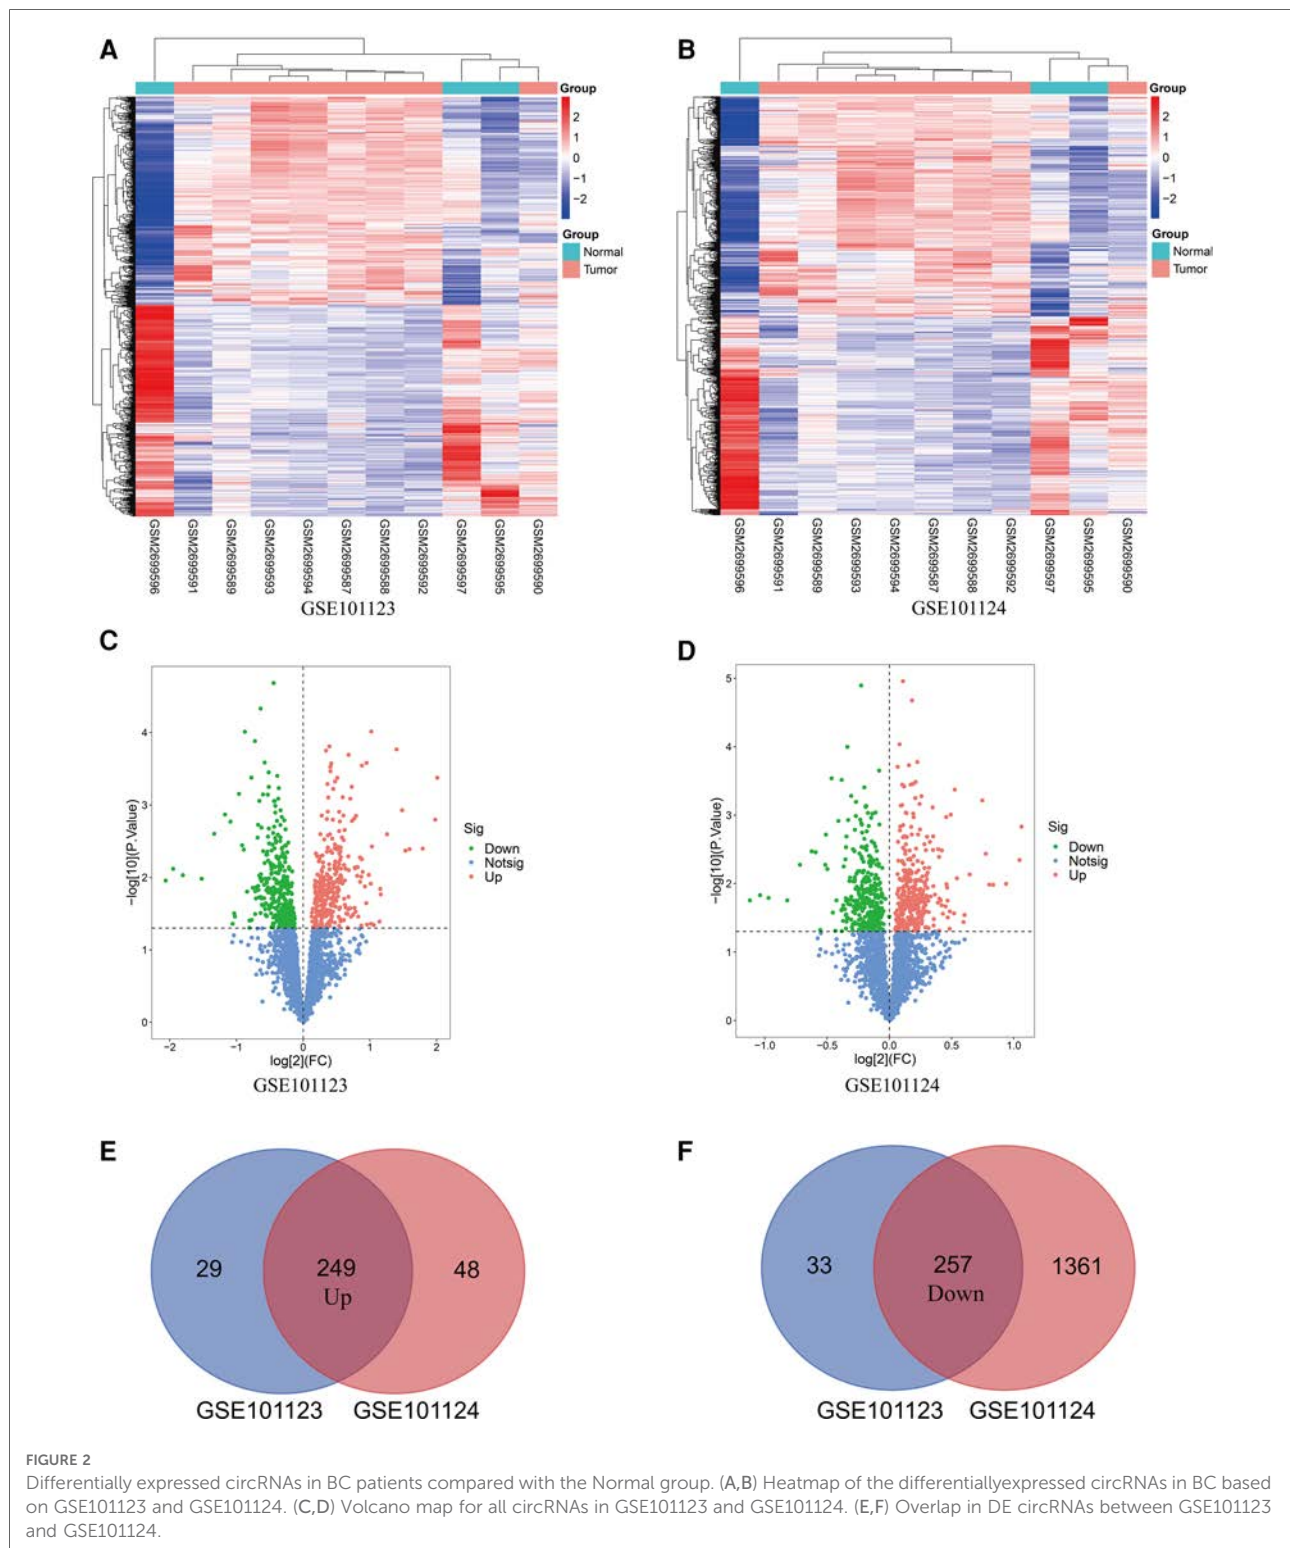 A
Group
2
1
0
−1
−2
Group
Normal
Tumor
GSM2699596
GSM2699591
GSM2699589
GSM2699593
GSM2699594
GSM2699587
GSM2699588
GSM2699592
GSM2699597
GSM2699595
GSM2699590
GSE101123
B
Group
2
1
0
−1
−2
Group
Normal
Tumor
GSM2699596
GSM2699591
GSM2699589
GSM2699593
GSM2699594
GSM2699587
GSM2699588
GSM2699592
GSM2699597
GSM2699595
GSM2699590
GSE101124
C
−log[10](P.Value)
4
3
2
1
0
−2
−1
0
1
2
log[2](FC)
Sig
Down
Notsig
Up
GSE101123
D
−log[10](P.Value)
5
4
3
2
1
0
−1.0
−0.5
0.0
0.5
1.0
log[2](FC)
Sig
Down
Notsig
Up
GSE101124
E
29
249
Up
48
GSE101123
GSE101124
F
33
257
Down
1361
GSE101123
GSE101124
FIGURE 2
Differentially expressed circRNAs in BC patients compared with the Normal group. (A,B) Heatmap of the differentiallyexpressed circRNAs in BC based
on GSE101123 and GSE101124. (C,D) Volcano map for all circRNAs in GSE101123 and GSE101124. (E,F) Overlap in DE circRNAs between GSE101123
and GSE101124.